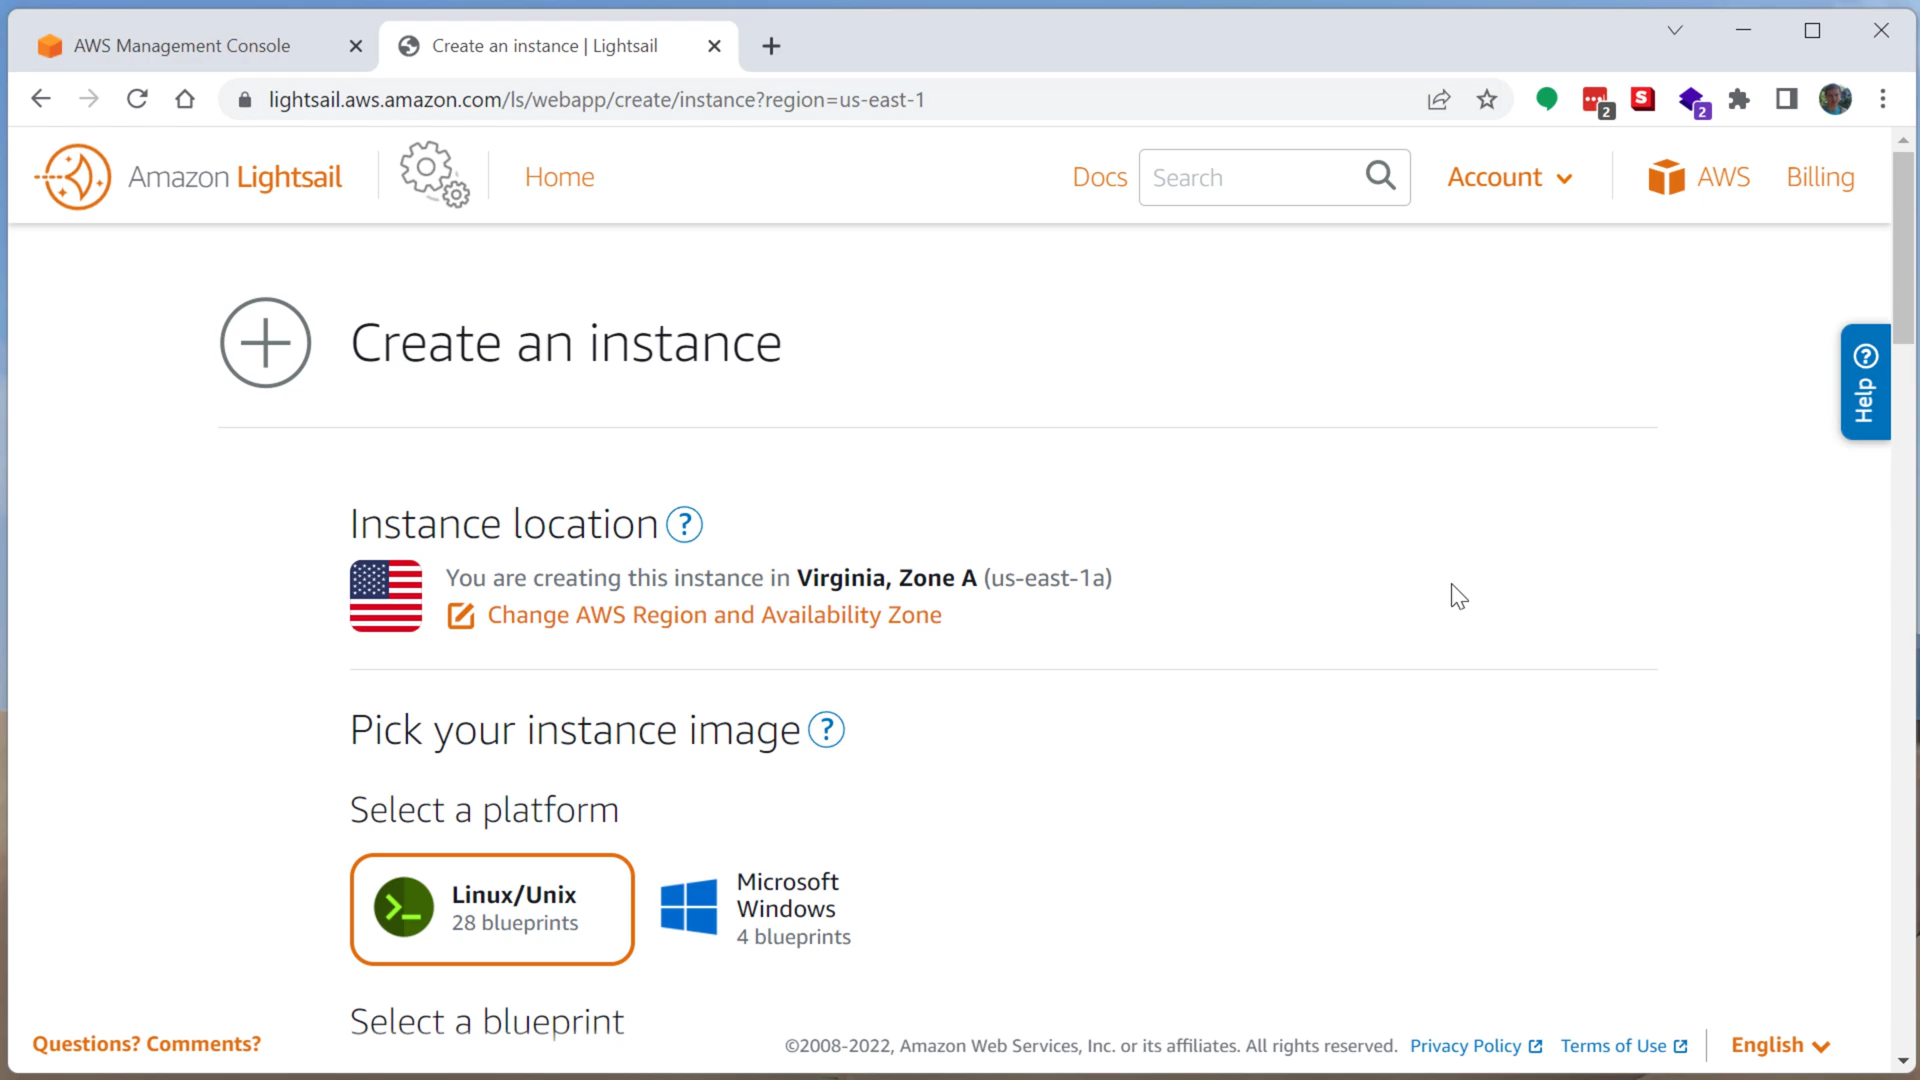 AWS Management Console
Create an instance | Lightsail
lightsail.aws.amazon.com/ls/webapp/create/instance?region=us-east-1
2
S
2
Amazon Lightsail
Home
Docs
Search
Account
AWS
Billing
Create an instance
Help ?
Instance location ?
You are creating this instance in Virginia, Zone A (us-east-1a)
Change AWS Region and Availability Zone
Pick your instance image ?
Select a platform
Linux/Unix
28 blueprints
Microsoft
Windows
4 blueprints
Select a blueprint
Questions? Comments?
©2008-2022, Amazon Web Services, Inc. or its affiliates. All rights reserved.
Privacy Policy
Terms of Use
English